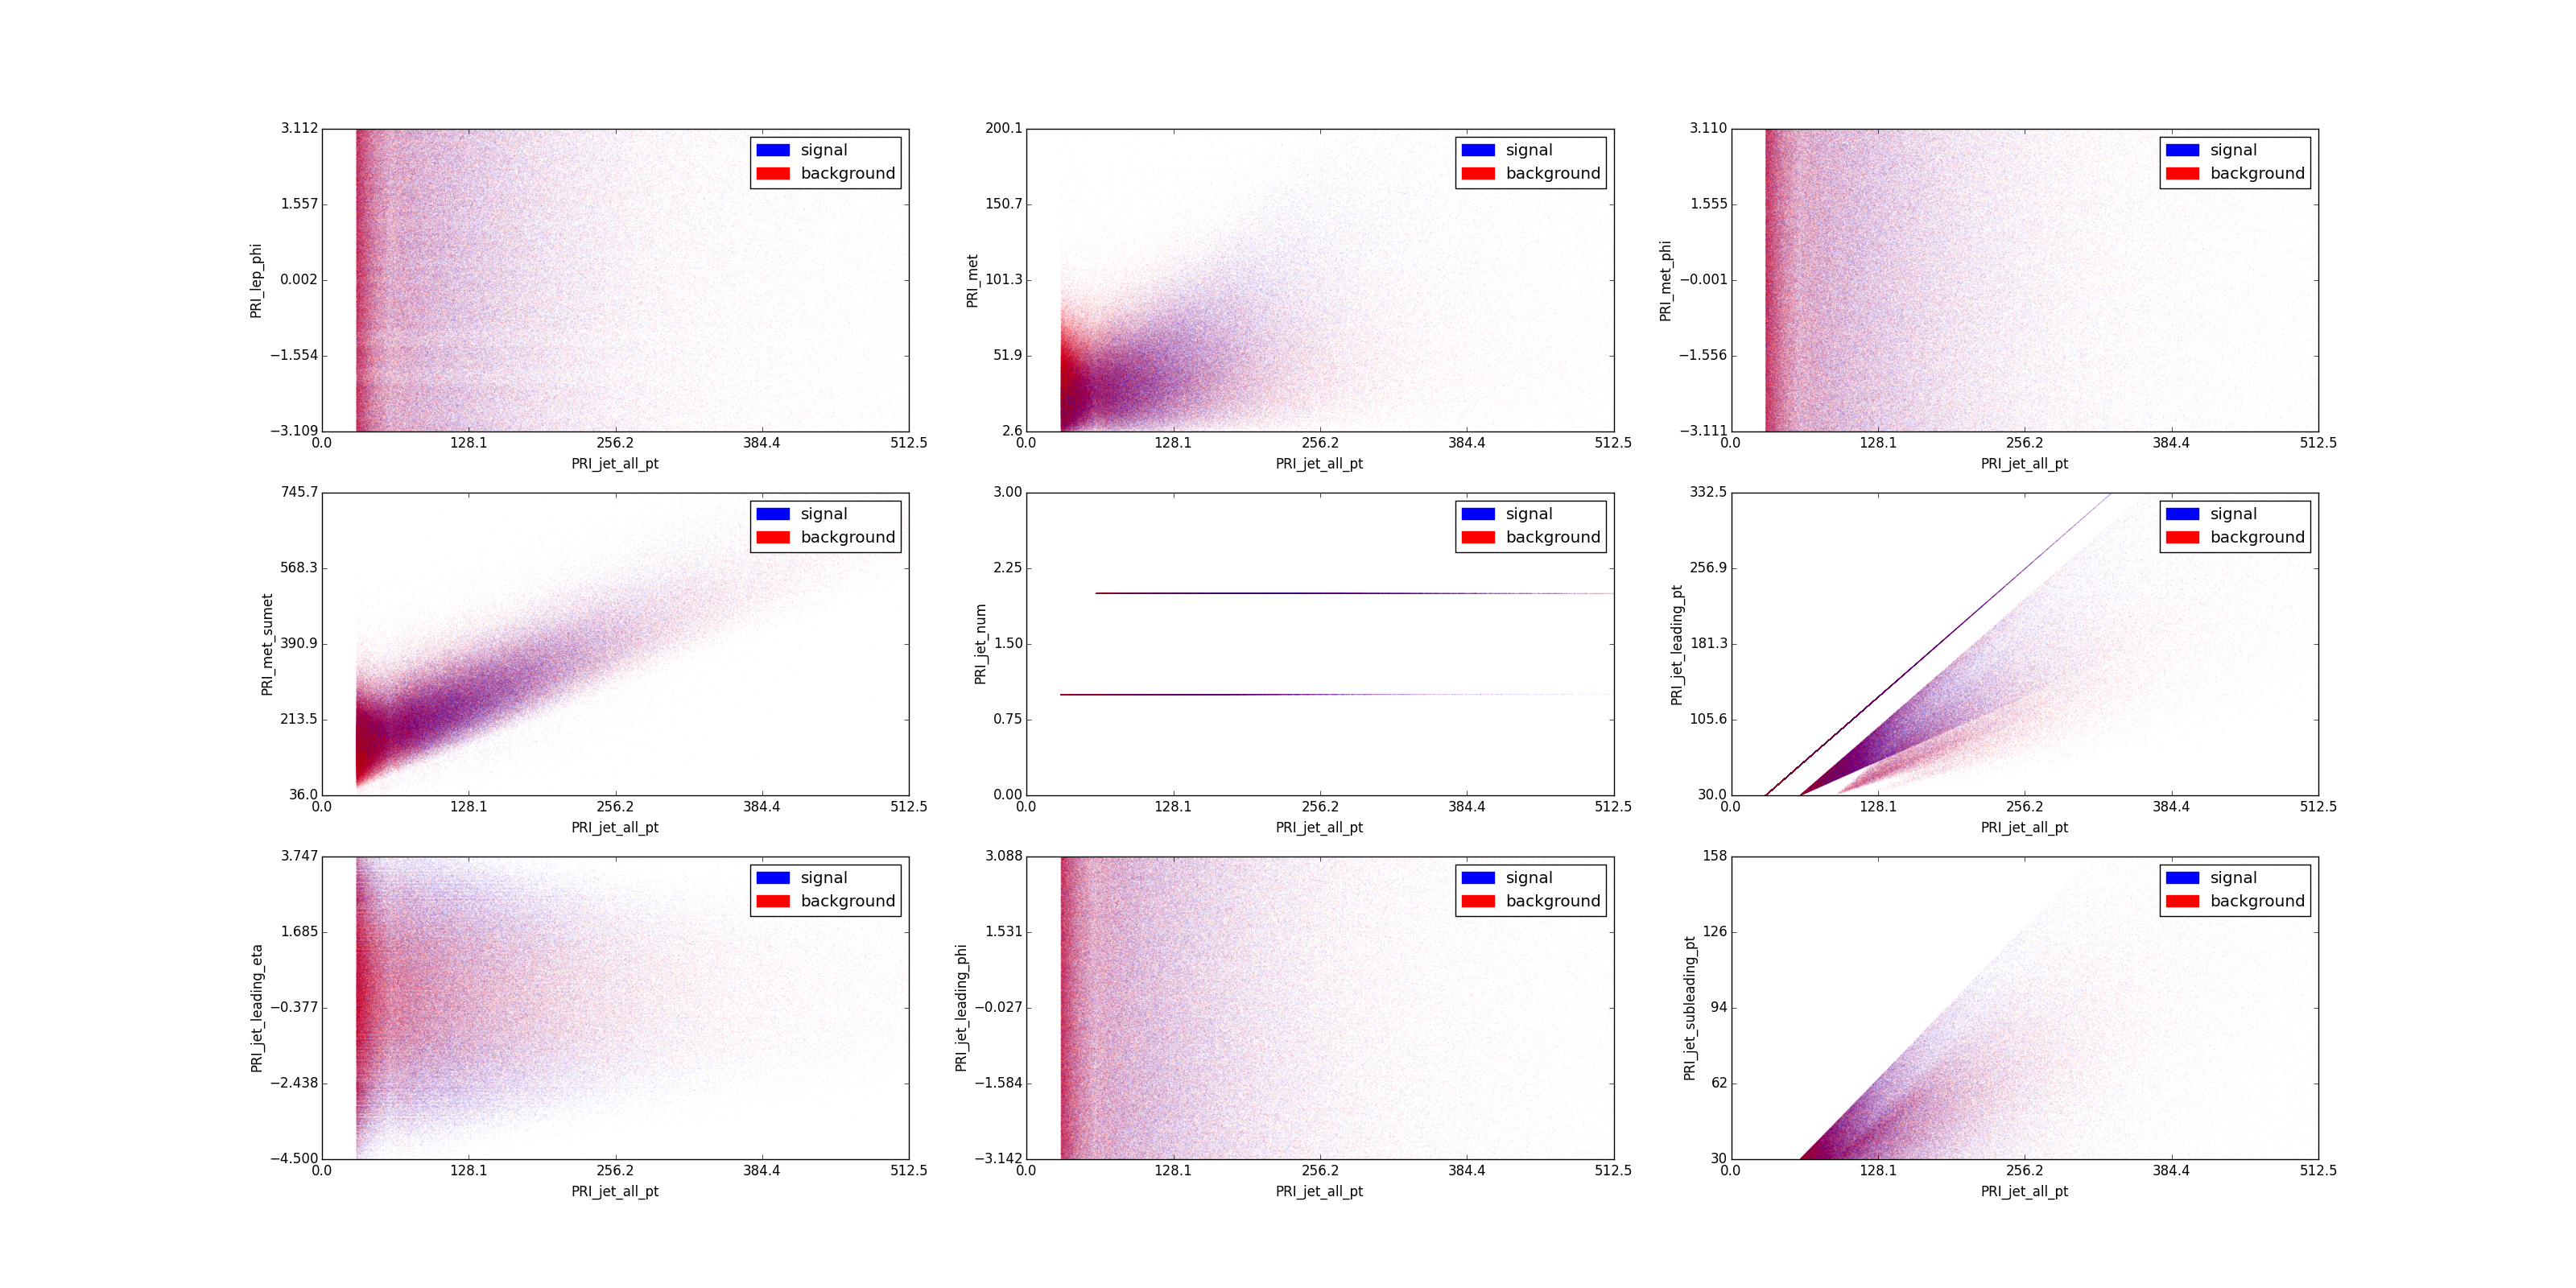 3.112
1.557
0.002
−1.554
−3.109
PRI_lep_phi
0.0 128.1 256.2 384.4 512.5
PRI_jet_all_pt
signal
background
200.1
150.7
101.3
51.9
2.6
PRI_met
0.0 128.1 256.2 384.4 512.5
PRI_jet_all_pt
signal
background
3.110
1.555
−0.001
−1.556
−3.111
PRI_met_phi
0.0 128.1 256.2 384.4 512.5
PRI_jet_all_pt
signal
background
745.7
568.3
390.9
213.5
36.0
PRI_met_sumet
0.0 128.1 256.2 384.4 512.5
PRI_jet_all_pt
signal
background
3.00
2.25
1.50
0.75
0.00
PRI_jet_num
0.0 128.1 256.2 384.4 512.5
PRI_jet_all_pt
signal
background
332.5
256.9
181.3
105.6
30.0
PRI_jet_leading_pt
0.0 128.1 256.2 384.4 512.5
PRI_jet_all_pt
signal
background
3.747
1.685
−0.377
−2.438
−4.500
PRI_jet_leading_eta
0.0 128.1 256.2 384.4 512.5
PRI_jet_all_pt
signal
background
3.088
1.531
−0.027
−1.584
−3.142
PRI_jet_leading_phi
0.0 128.1 256.2 384.4 512.5
PRI_jet_all_pt
signal
background
158
126
94
62
30
PRI_jet_subleading_pt
0.0 128.1 256.2 384.4 512.5
PRI_jet_all_pt
signal
background